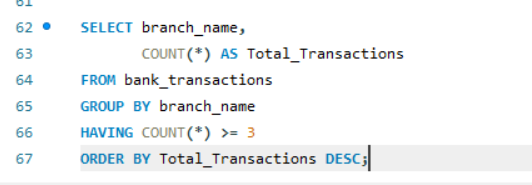 61
62 SELECT branch_name,
63 COUNT(*) AS Total_Transactions
64 FROM bank_transactions
65 GROUP BY branch_name
66 HAVING COUNT(*) >= 3
67 ORDER BY Total_Transactions DESC;